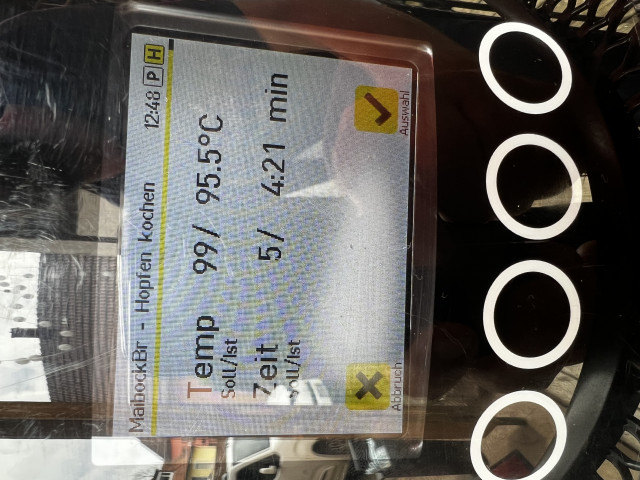 MaibockBr - Hopfen kochen 12:48 P H
Temp 99/ 95.5°C
Soll/Ist
Zeit 5/ 4:21 min
Soll/Ist
Abbruch Auswahl